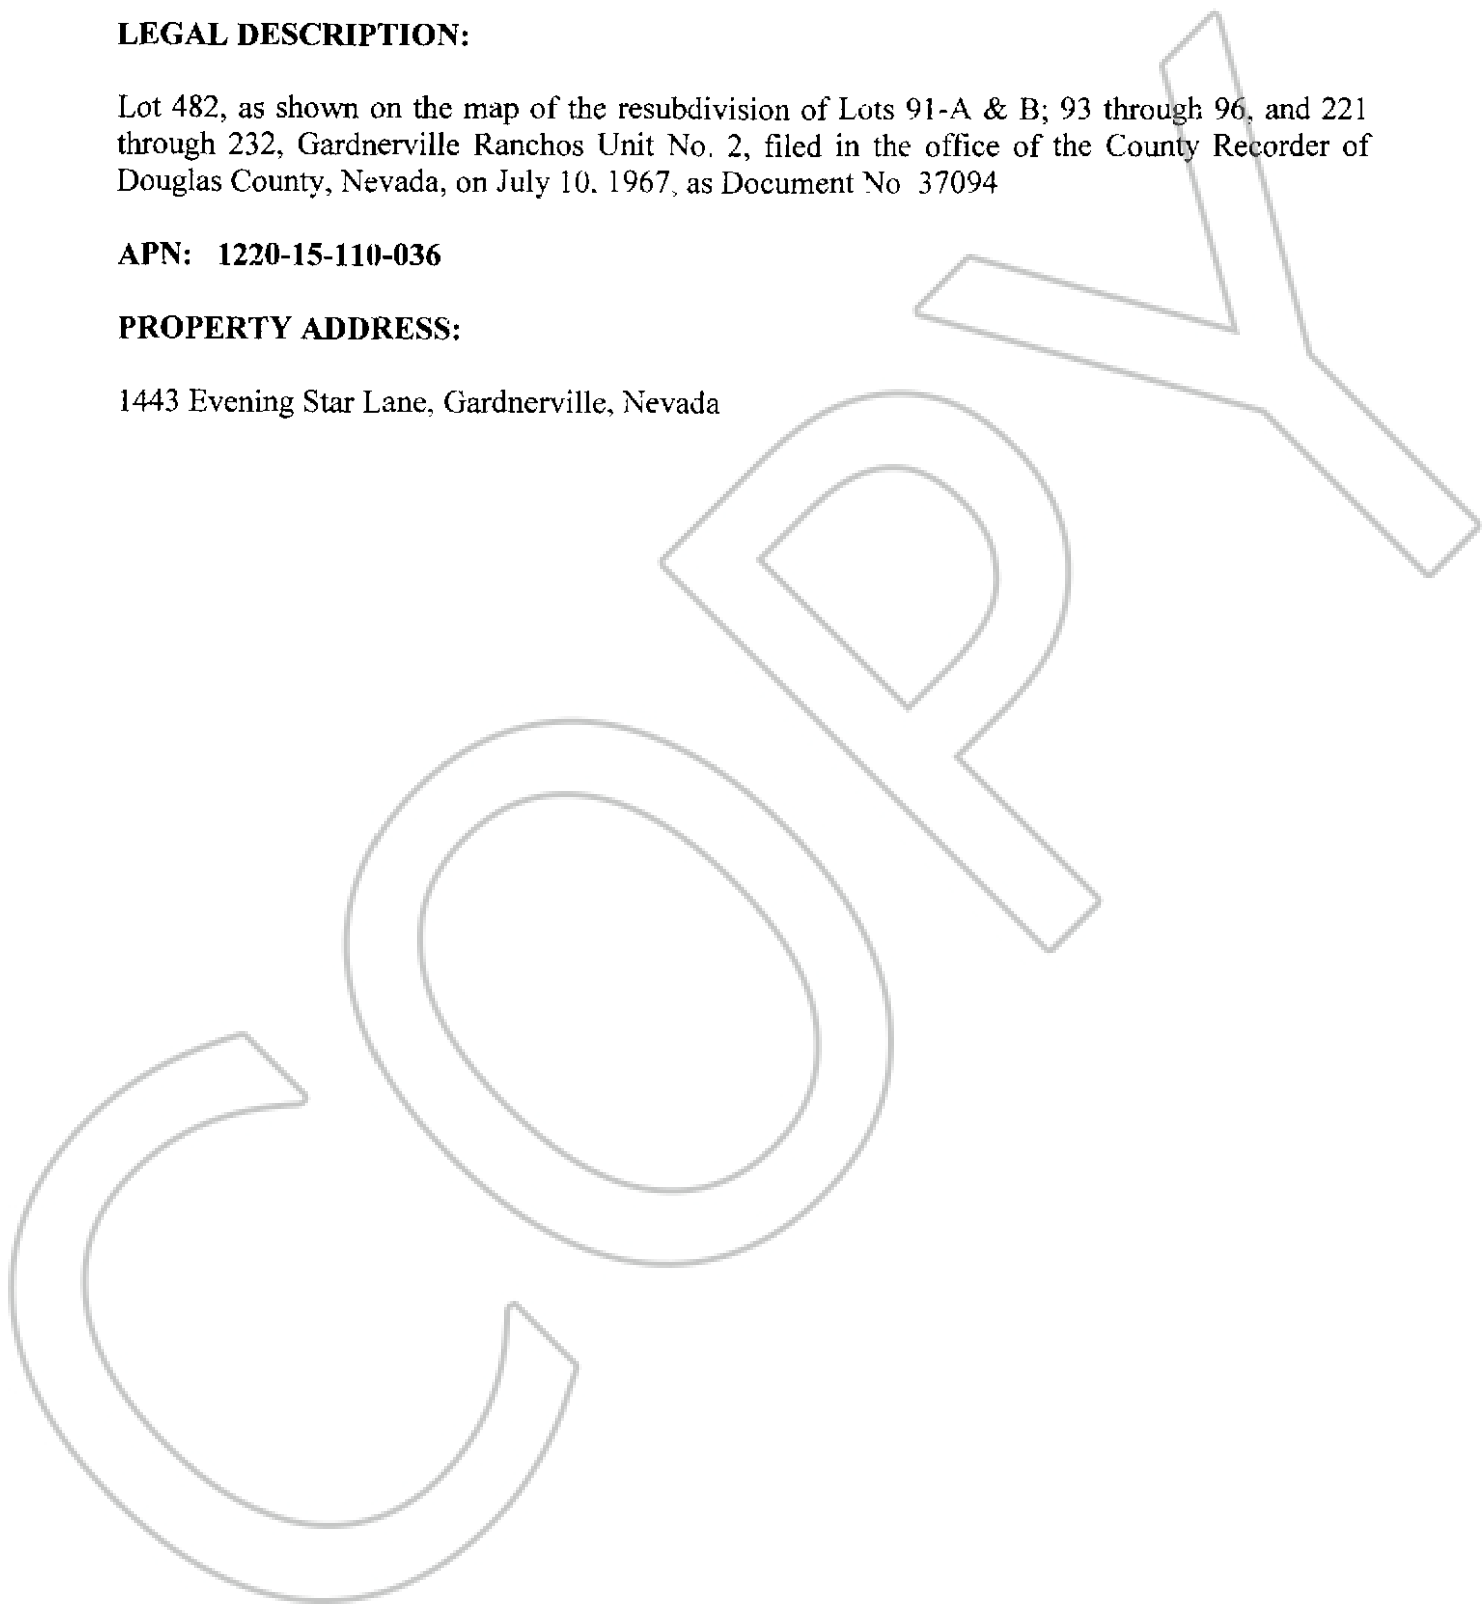 LEGAL DESCRIPTION:
Lot 482, as shown on the map of the resubdivision of Lots 91-A & B; 93 through 96, and 221
through 232, Gardnerville Ranchos Unit No. 2, filed in the office of the County Recorder of
Douglas County, Nevada, on July 10. 1967, as Document No 37094
APN: 1220-15-110-036
PROPERTY ADDRESS:
1443 Evening Star Lane, Gardnerville, Nevada
COPY